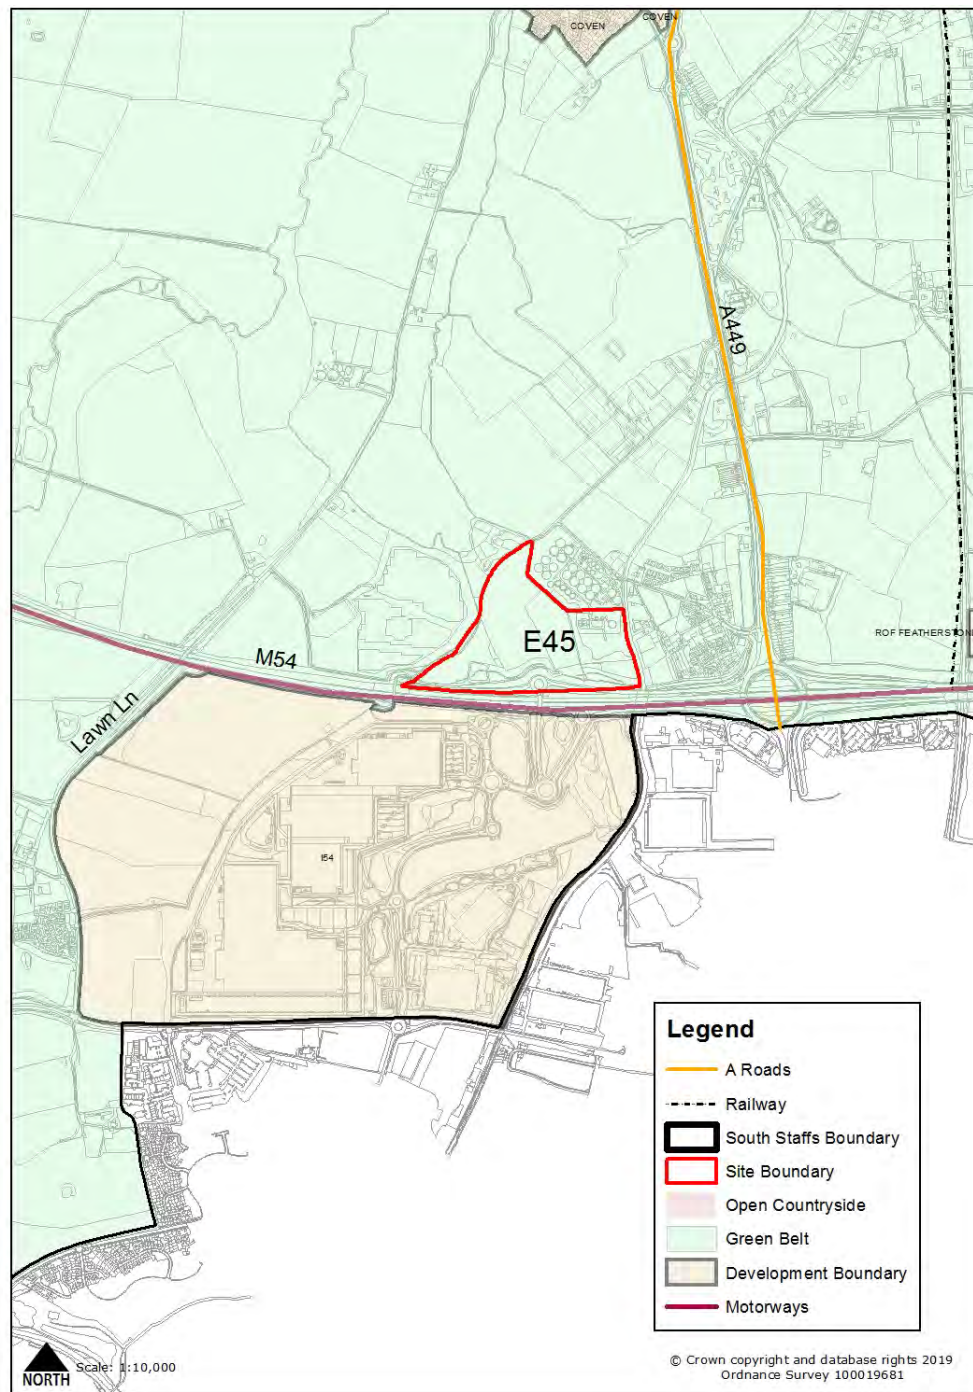 COVEN
COVEN
A449
E45
ROF FEATHERSTONE
M54
Lawn Ln
i54
Legend
A Roads
Railway
South Staffs Boundary
Site Boundary
Open Countryside
Green Belt
Development Boundary
Motorways
NORTH
Scale: 1:10,000
© Crown copyright and database rights 2019
Ordnance Survey 100019681